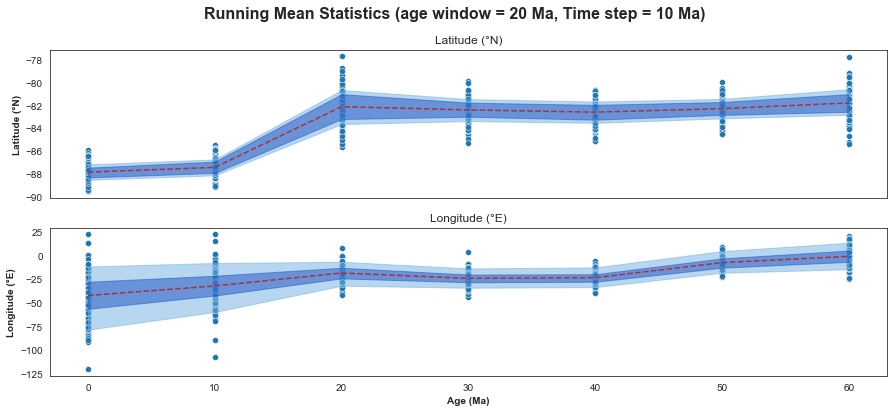 Running Mean Statistics (age window = 20 Ma, Time step = 10 Ma)
Latitude (°N)
−78
−80
−82
−84
−86
−88
−90
Latitude (°N)
Longitude (°E)
25
0
−25
−50
−75
−100
−125
Longitude (°E)
0 10 20 30 40 50 60
Age (Ma)